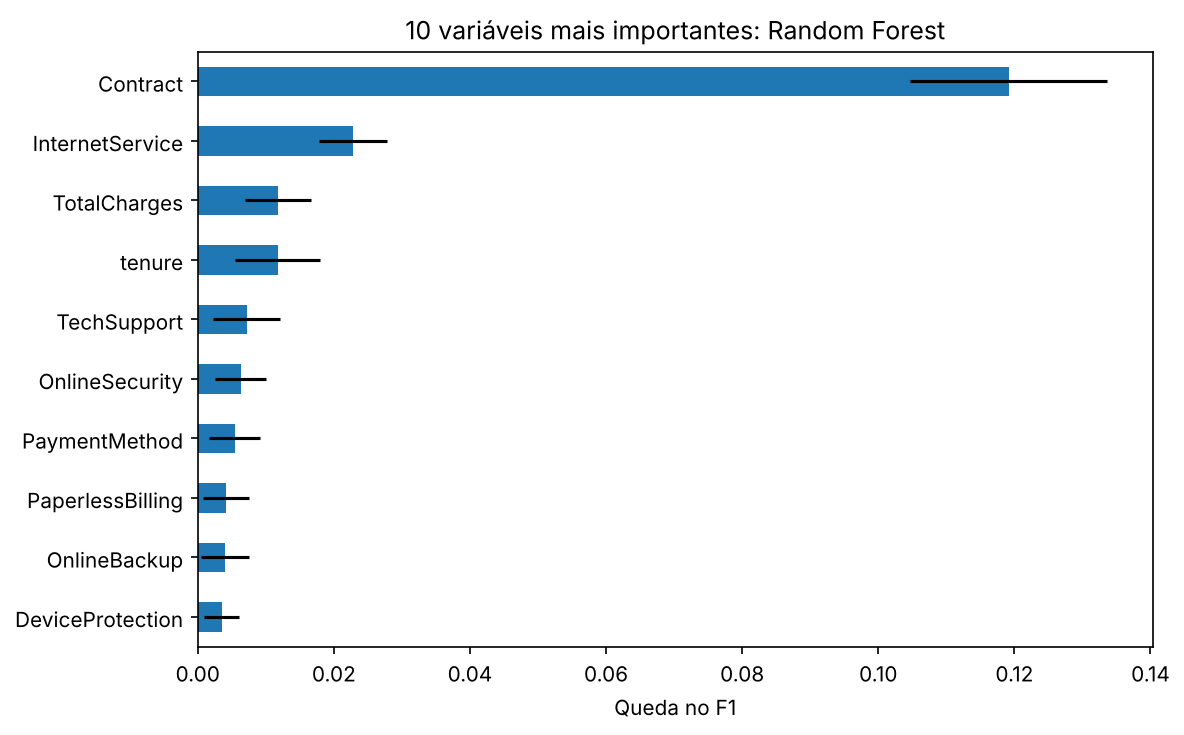 10 variáveis mais importantes: Random Forest
Contract
InternetService
TotalCharges
tenure
TechSupport
OnlineSecurity
PaymentMethod
PaperlessBilling
OnlineBackup
DeviceProtection
0.00 0.02 0.04 0.06 0.08 0.10 0.12 0.14
Queda no F1